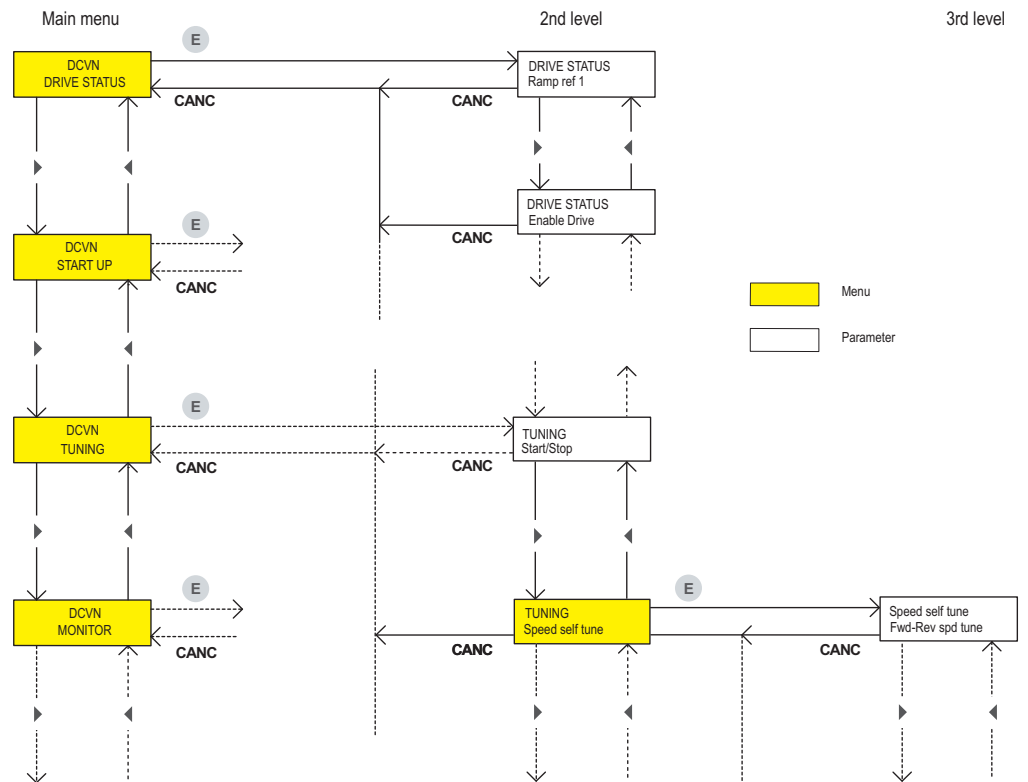 Main menu
2nd level
3rd level
E
DCVN
DRIVE STATUS
DRIVE STATUS
Ramp ref 1
CANC
CANC
DRIVE STATUS
Enable Drive
E
CANC
DCVN
START UP
CANC
Menu
Parameter
E
DCVN
TUNING
TUNING
Start/Stop
CANC
CANC
E
E
DCVN
MONITOR
TUNING
Speed self tune
Speed self tune
Fwd-Rev spd tune
CANC
CANC
CANC